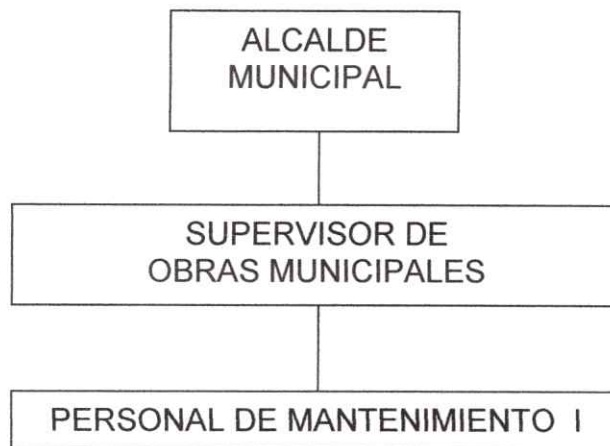 ALCALDE
MUNICIPAL
SUPERVISOR DE
OBRAS MUNICIPALES
PERSONAL DE MANTENIMIENTO I